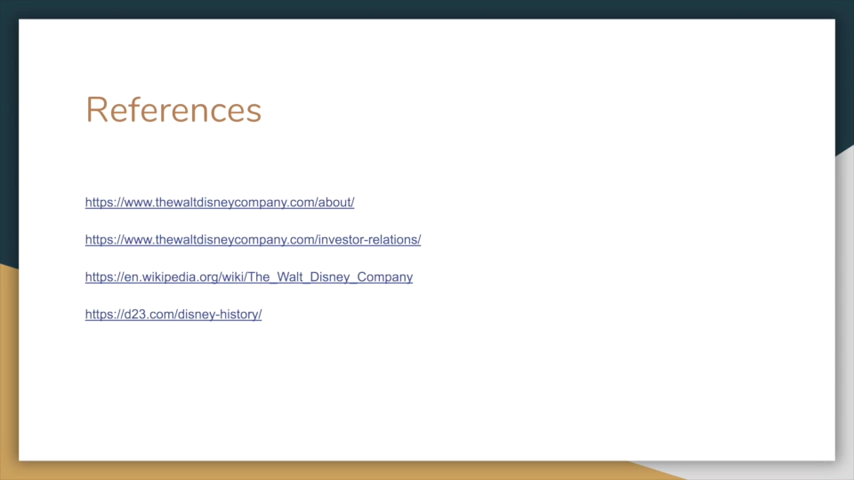 References
https://www.thewaltdisneycompany.com/about/
https://www.thewaltdisneycompany.com/investor-relations/
https://en.wikipedia.org/wiki/The_Walt_Disney_Company
https://d23.com/disney-history/